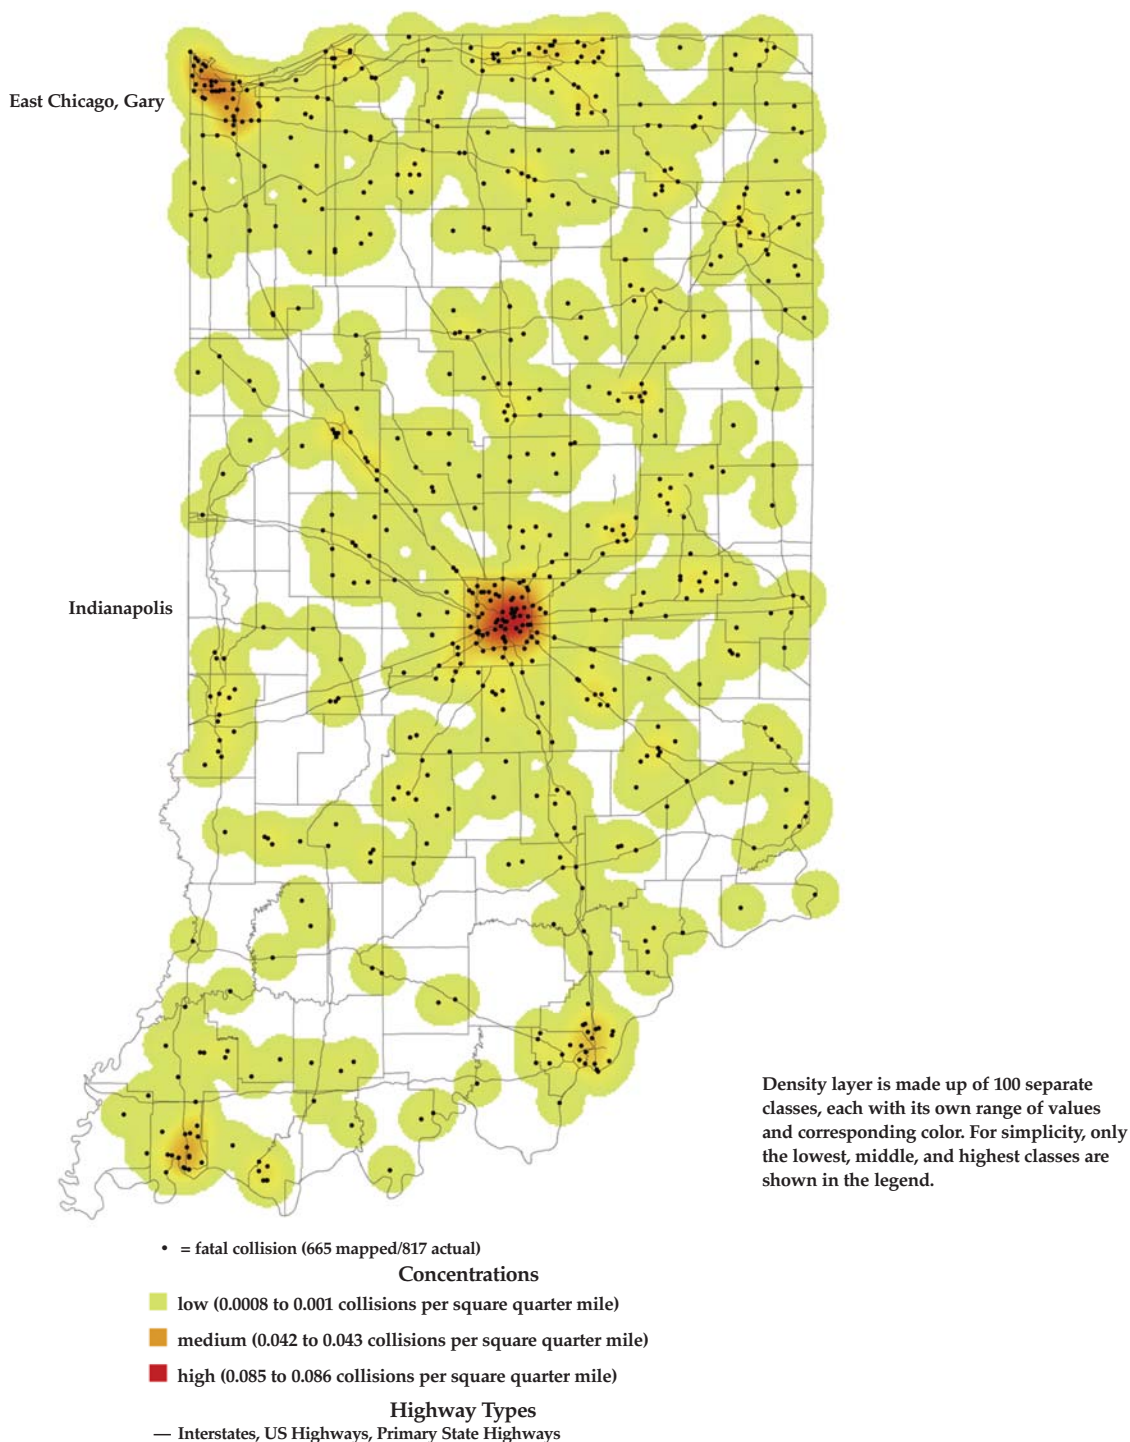 East Chicago, Gary
Indianapolis
Density layer is made up of 100 separate
classes, each with its own range of values
and corresponding color. For simplicity, only
the lowest, middle, and highest classes are
shown in the legend.
• = fatal collision (665 mapped/817 actual)
Concentrations
low (0.0008 to 0.001 collisions per square quarter mile)
medium (0.042 to 0.043 collisions per square quarter mile)
high (0.085 to 0.086 collisions per square quarter mile)
Highway Types
— Interstates, US Highways, Primary State Highways